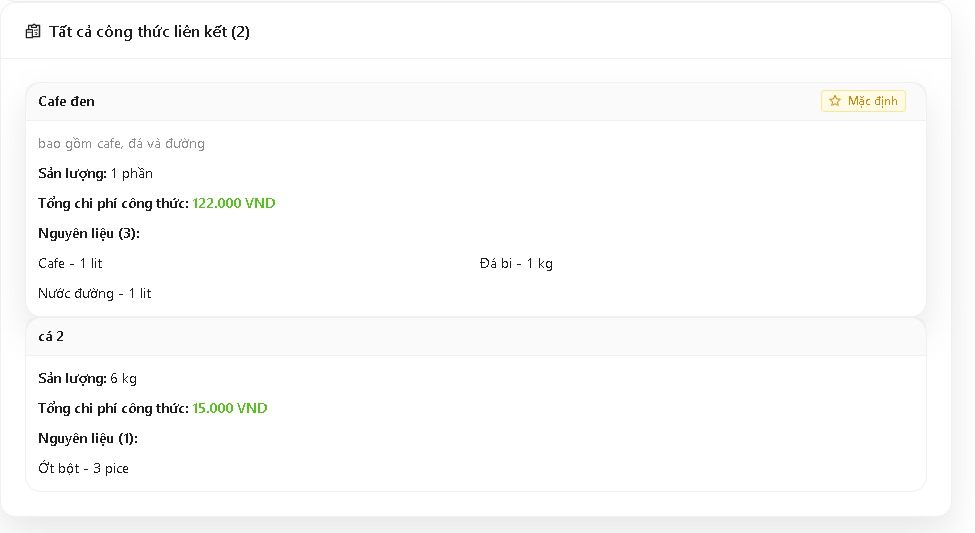 Tất cả công thức liên kết (2)
Cafe đen
Mặc định
bao gồm cafe, đá và đường
Sản lượng: 1 phần
Tổng chi phí công thức: 122.000 VND
Nguyên liệu (3):
Cafe - 1 lit
Đá bi - 1 kg
Nước đường - 1 lit
cá 2
Sản lượng: 6 kg
Tổng chi phí công thức: 15.000 VND
Nguyên liệu (1):
Ớt bột - 3 pice